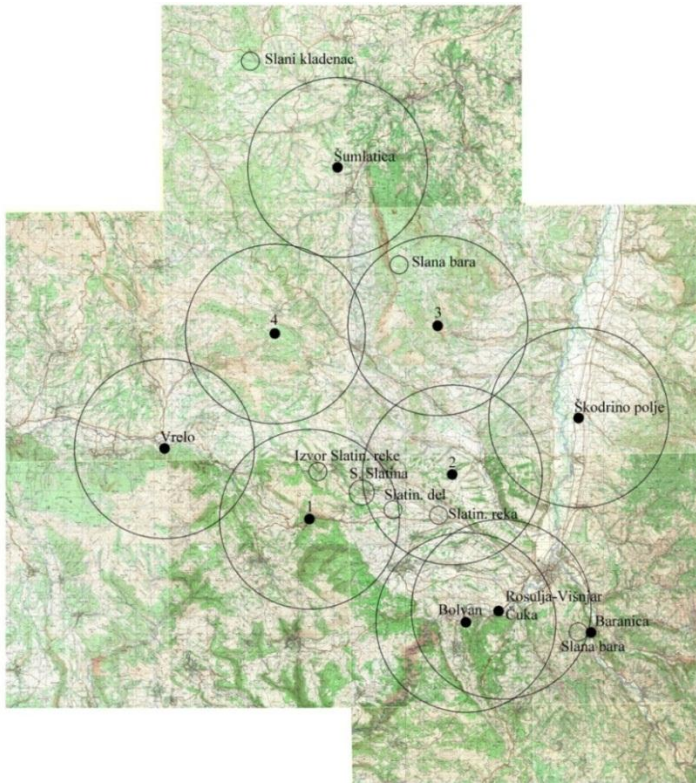 Slani kladenac
Šumlatica
Slana bara
4
3
Škodrino polje
Vrelo
Izvor Slatin. reke
2
S. Slatina
Slatin. del
1
Slatin. reka
Rosulja-Višnjar
Čuka
Bolvan
Baranica
Slana bara